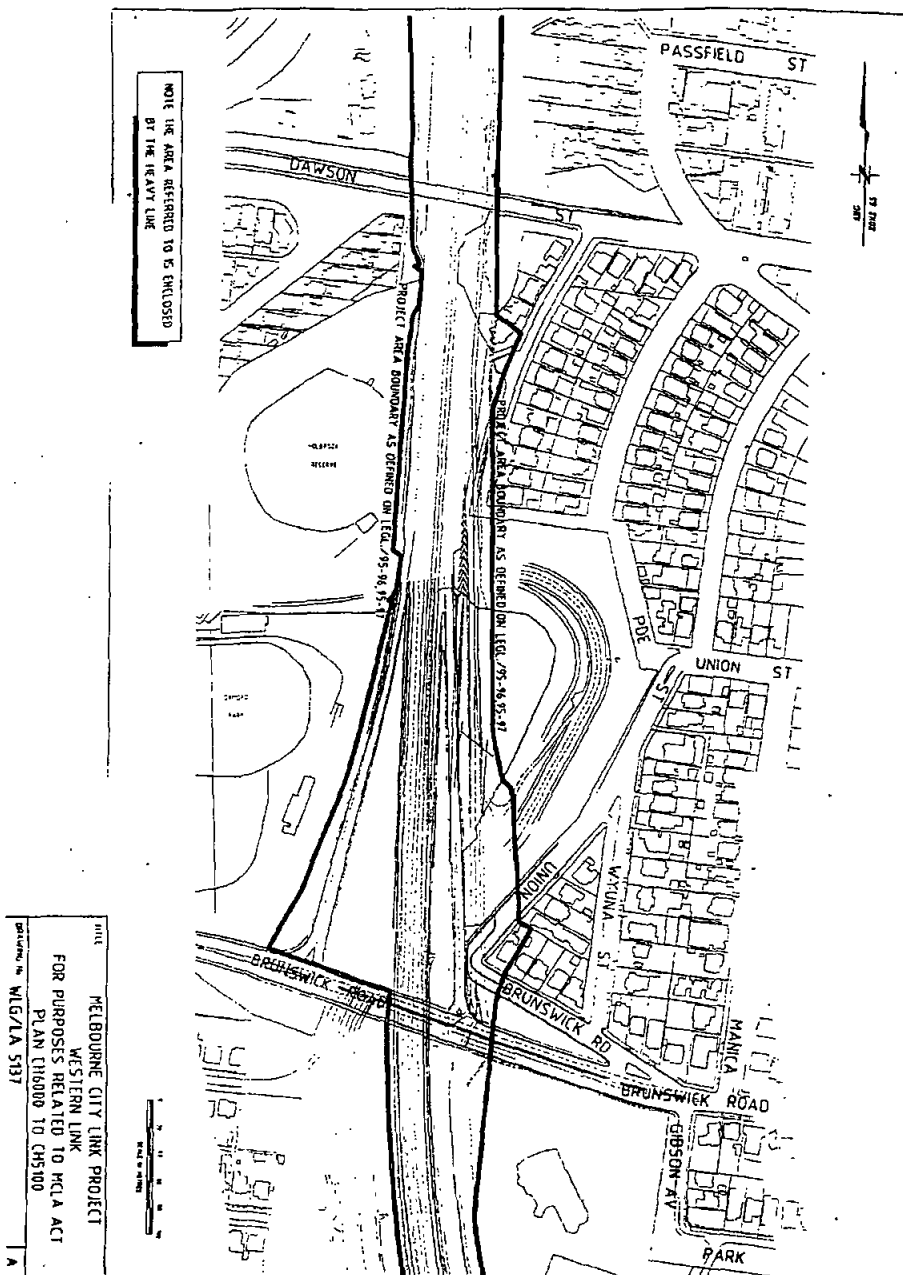 PASSFIELD ST
DAWSON
ST
NOTE THE AREA REFERRED TO IS ENCLOSED
BY THE HEAVY LINE
PROJECT AREA BOUNDARY AS DEFINED ON LEGL./95-96,95-97
PROJECT AREA BOUNDARY AS DEFINED ON LEGL./95-96,95-97
RESERVE
PARK
PDE
UNION ST
ST
UNION
WYUNA
ST
BRUNSWICK ROAD
BRUNSWICK RD
MANICA
BRUNSWICK ROAD
GIBSON AV
PARK
TITLE
MELBOURNE CITY LINK PROJECT
WESTERN LINK
FOR PURPOSES RELATED TO MCLA ACT
PLAN CH6000 TO CH5100
DRAWING No WLG/LA 5137
A